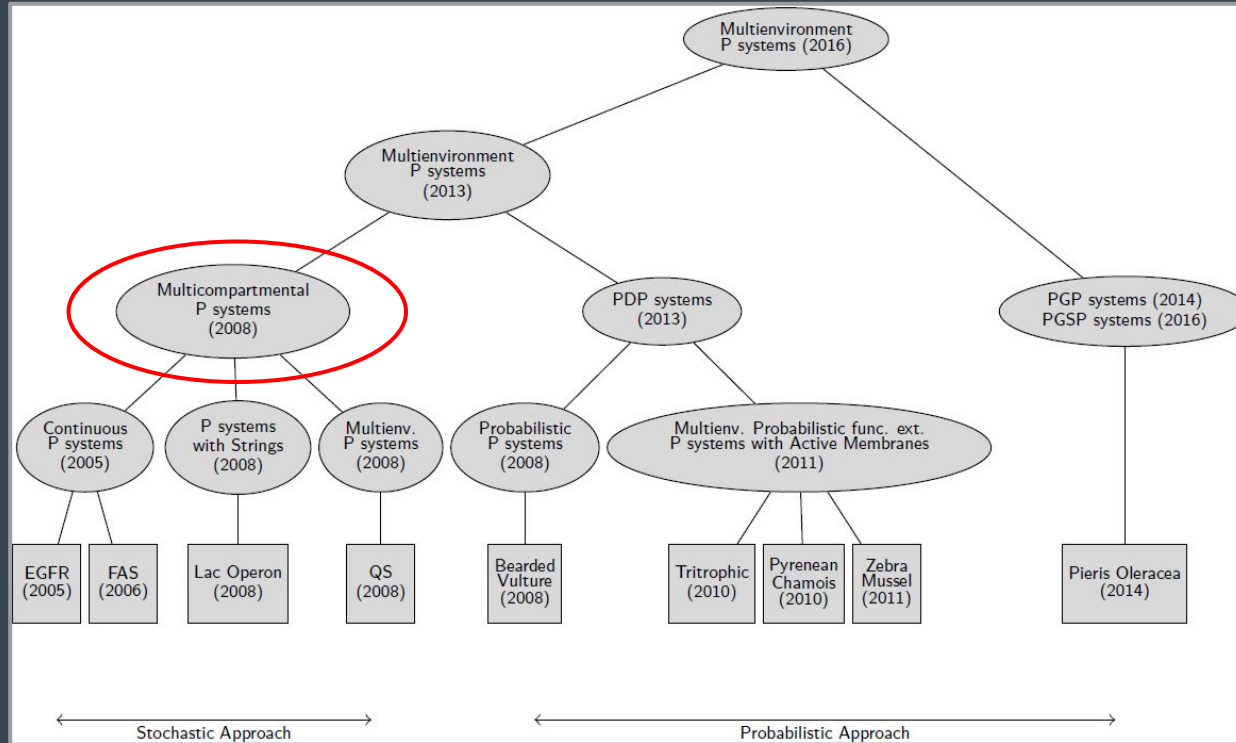 Multienvironment
P systems (2016)
Multienvironment
P systems
(2013)
Multicompartmental
P systems
(2008)
PDP systems
(2013)
PGP systems (2014)
PGSP systems (2016)
Continuous
P systems
(2005)
P systems
with Strings
(2008)
Multienv.
P systems
(2008)
Probabilistic
P systems
(2008)
Multienv. Probabilistic func. ext.
P systems with Active Membranes
(2011)
EGFR
(2005)
FAS
(2006)
Lac Operon
(2008)
QS
(2008)
Bearded
Vulture
(2008)
Tritrophic
(2010)
Pyrenean
Chamois
(2010)
Zebra
Mussel
(2011)
Pieris Oleracea
(2014)
Stochastic Approach
Probabilistic Approach